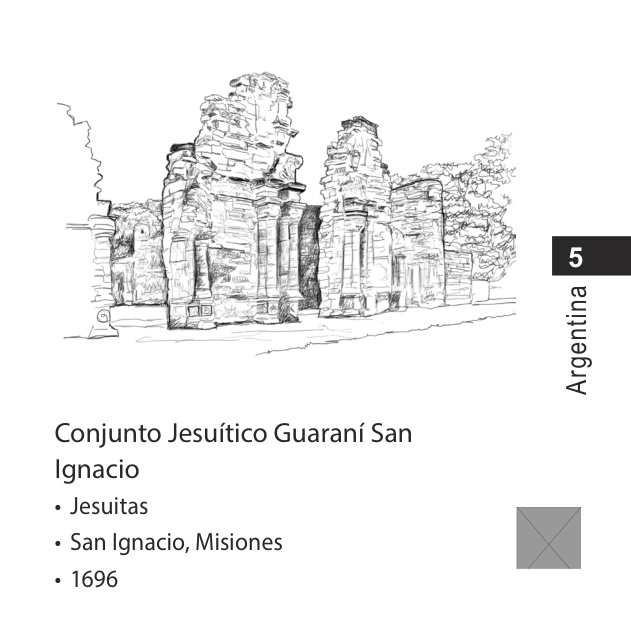 5
Argentina
Conjunto Jesuítico Guaraní San
Ignacio
• Jesuitas
• San Ignacio, Misiones
• 1696